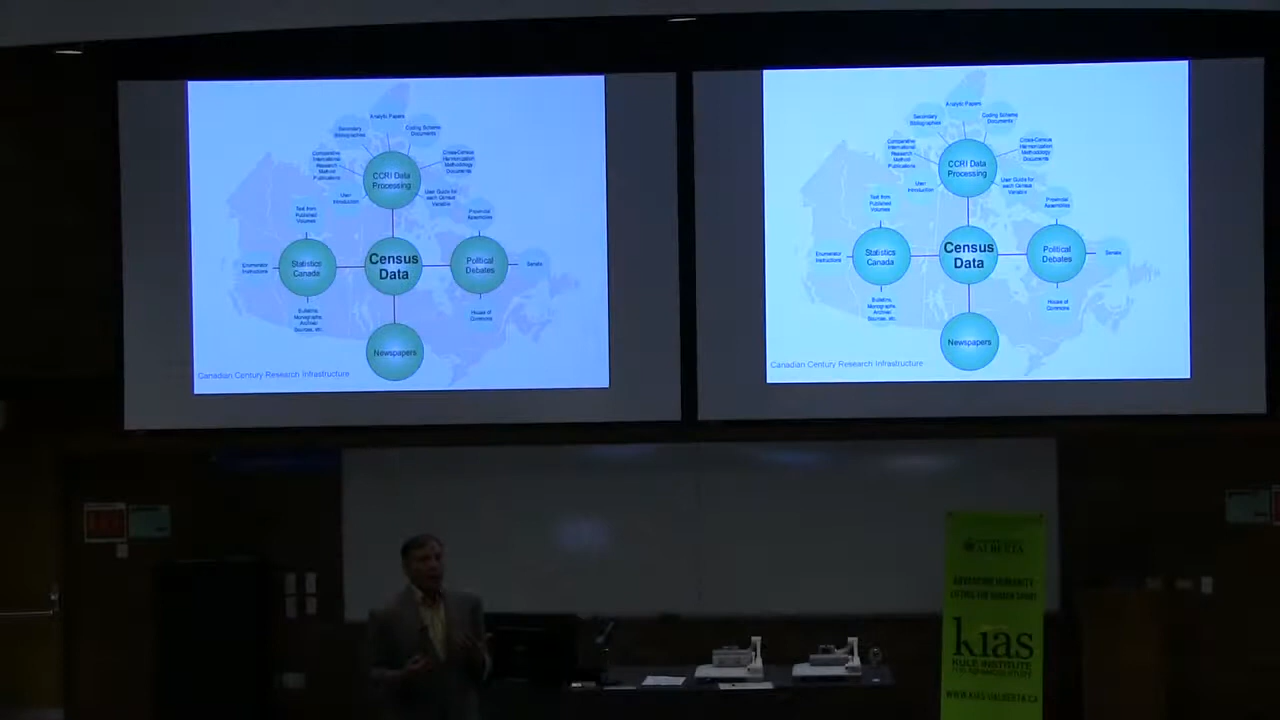 Analytic Papers
Secondary
Bibliographies
Coding Scheme
Documents
Comparative
International
Research
Method
Publications
Cross-Census
Harmonization
Methodology
Documents
CCRI Data
Processing
User
Introduction
User Guide for
each Census
Variable
Text from
Published
Volumes
Provincial
Assemblies
Enumerator
Instructions
Statistics
Canada
Census
Data
Political
Debates
Senate
Bulletins,
Monographs,
Archival
Sources, etc.
House of
Commons
Newspapers
Canadian Century Research Infrastructure
Analytic Papers
Secondary
Bibliographies
Coding Scheme
Documents
Comparative
International
Research
Method
Publications
Cross-Census
Harmonization
Methodology
Documents
CCRI Data
Processing
User
Introduction
User Guide for
each Census
Variable
Text from
Published
Volumes
Provincial
Assemblies
Enumerator
Instructions
Statistics
Canada
Census
Data
Political
Debates
Senate
Bulletins,
Monographs,
Archival
Sources, etc.
House of
Commons
Newspapers
Canadian Century Research Infrastructure
ALBERTA
LIFTING THE HUMAN SPIRIT
kias
KULE INSTITUTE
FOR ADVANCED STUDY
WWW.KIAS.UALBERTA.CA